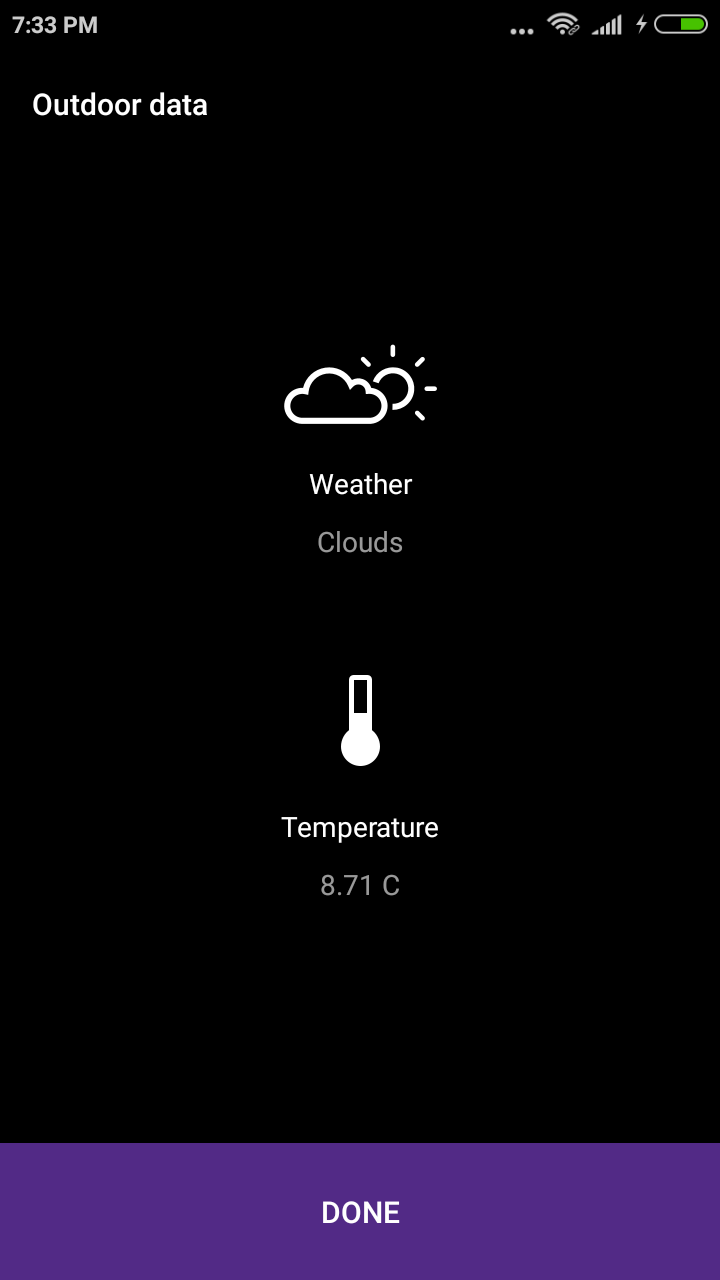 7:33 PM
Outdoor data
Weather
Clouds
Temperature
8.71 C
DONE